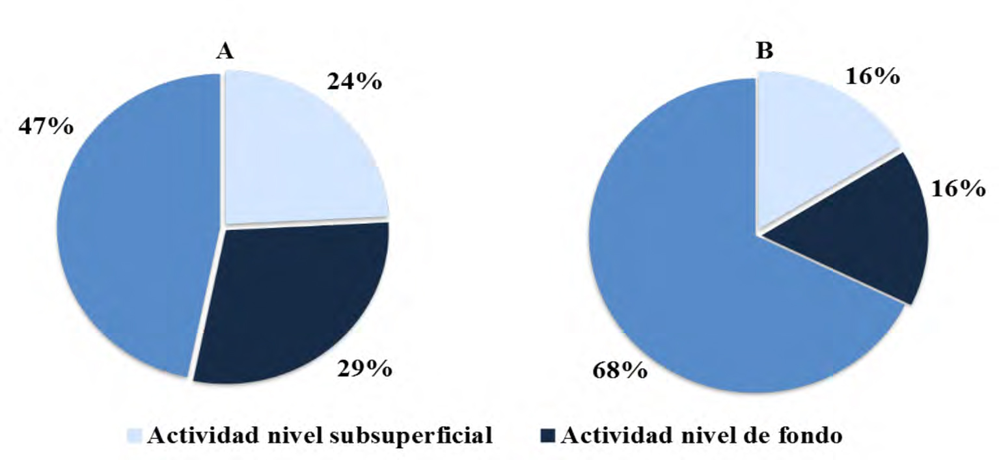 A
B
24%
16%
47%
16%
29%
68%
Actividad nivel subsuperficial
Actividad nivel de fondo